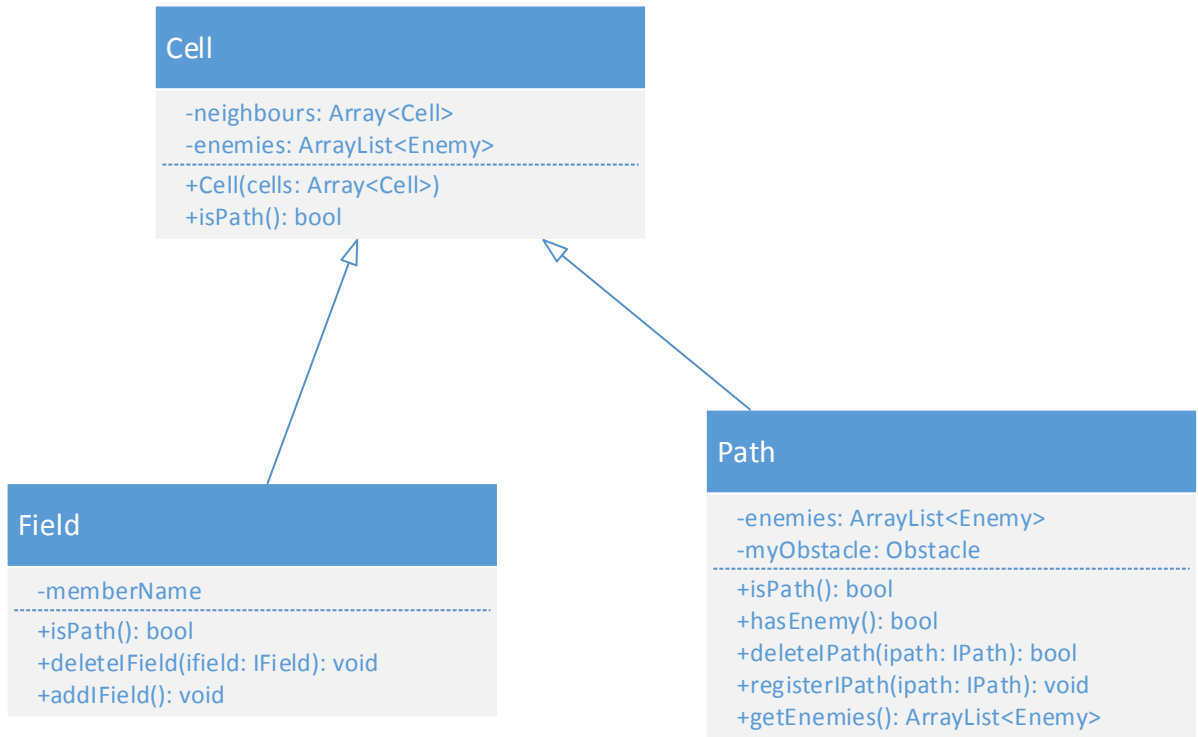 Cell
-neighbours: Array<Cell>
-enemies: ArrayList<Enemy>
+Cell(cells: Array<Cell>)
+isPath(): bool
Field
-memberName
+isPath(): bool
+deleteIField(ifield: IField): void
+addIField(): void
Path
-enemies: ArrayList<Enemy>
-myObstacle: Obstacle
+isPath(): bool
+hasEnemy(): bool
+deleteIPath(ipath: IPath): bool
+registerIPath(ipath: IPath): void
+getEnemies(): ArrayList<Enemy>